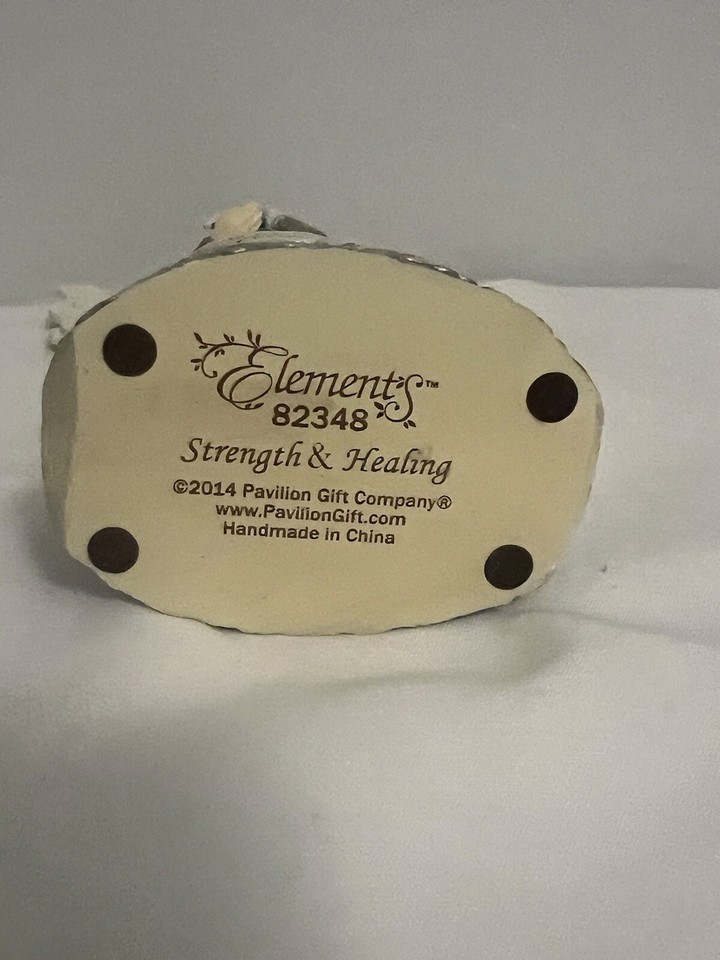 Elements™
82348
Strength & Healing
©2014 Pavilion Gift Company®
www.PavilionGift.com
Handmade in China